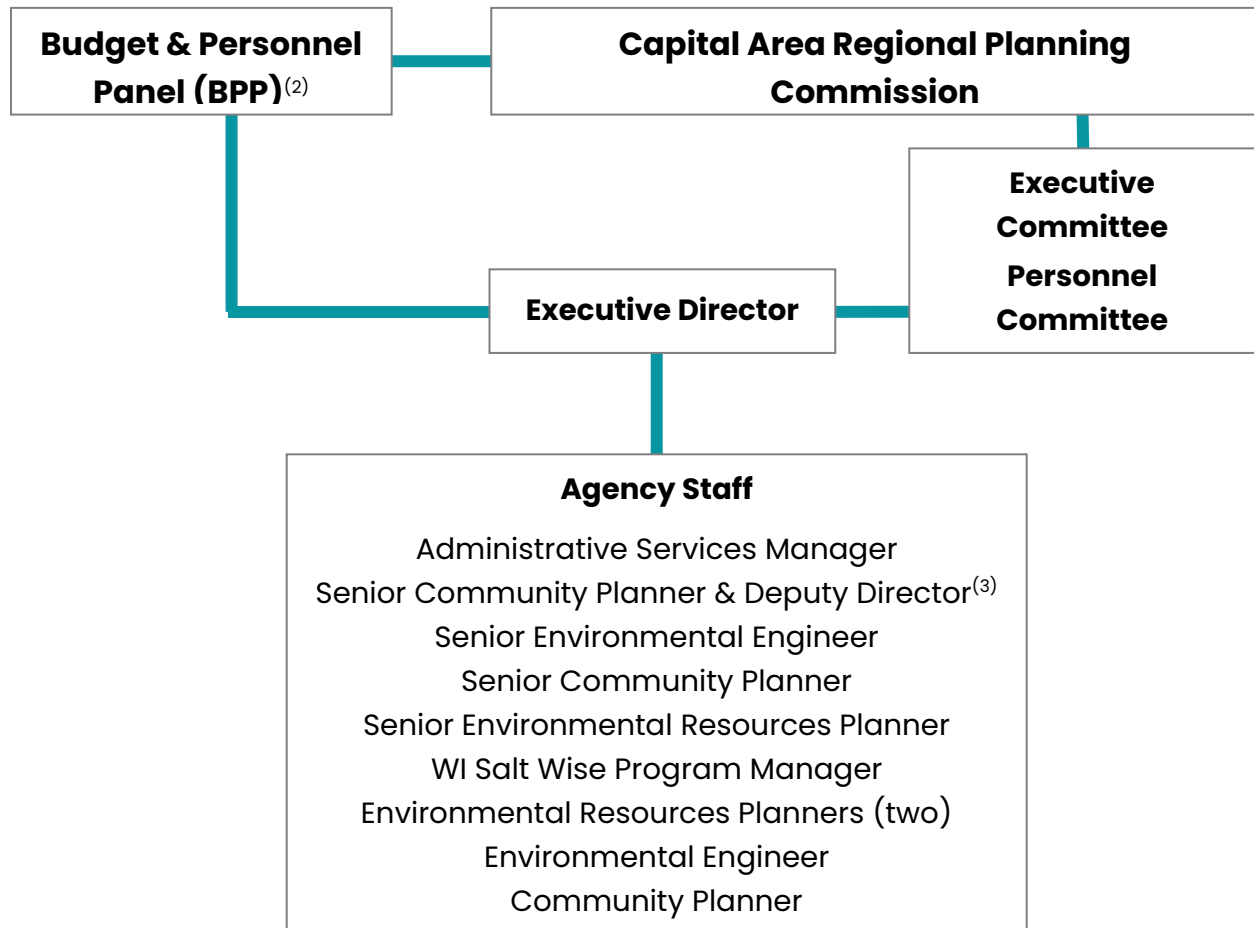 Budget & Personnel
Panel (BPP)(2)
Capital Area Regional Planning
Commission
Executive
Committee
Personnel
Committee
Executive Director
Agency Staff
Administrative Services Manager
Senior Community Planner & Deputy Director(3)
Senior Environmental Engineer
Senior Community Planner
Senior Environmental Resources Planner
WI Salt Wise Program Manager
Environmental Resources Planners (two)
Environmental Engineer
Community Planner